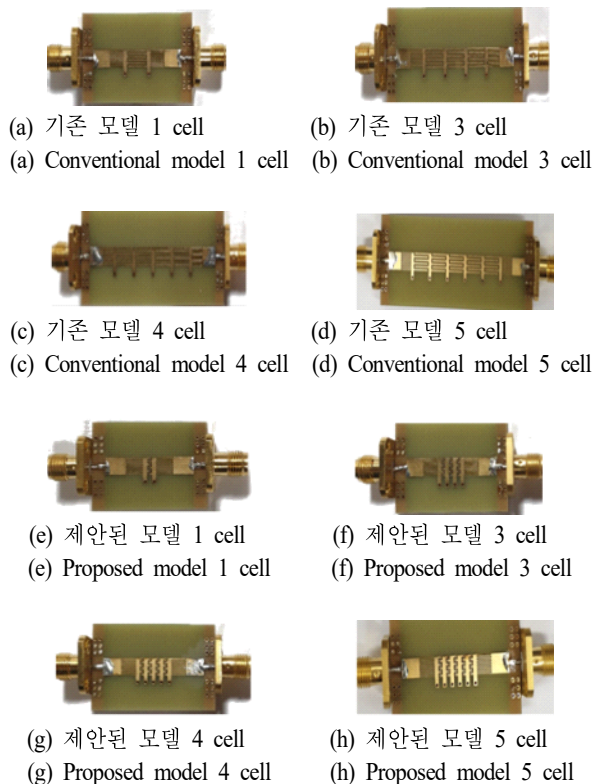 (a) 기존 모델 1 cell
(a) Conventional model 1 cell
(b) 기존 모델 3 cell
(b) Conventional model 3 cell
(c) 기존 모델 4 cell
(c) Conventional model 4 cell
(d) 기존 모델 5 cell
(d) Conventional model 5 cell
(e) 제안된 모델 1 cell
(e) Proposed model 1 cell
(f) 제안된 모델 3 cell
(f) Proposed model 3 cell
(g) 제안된 모델 4 cell
(g) Proposed model 4 cell
(h) 제안된 모델 5 cell
(h) Proposed model 5 cell